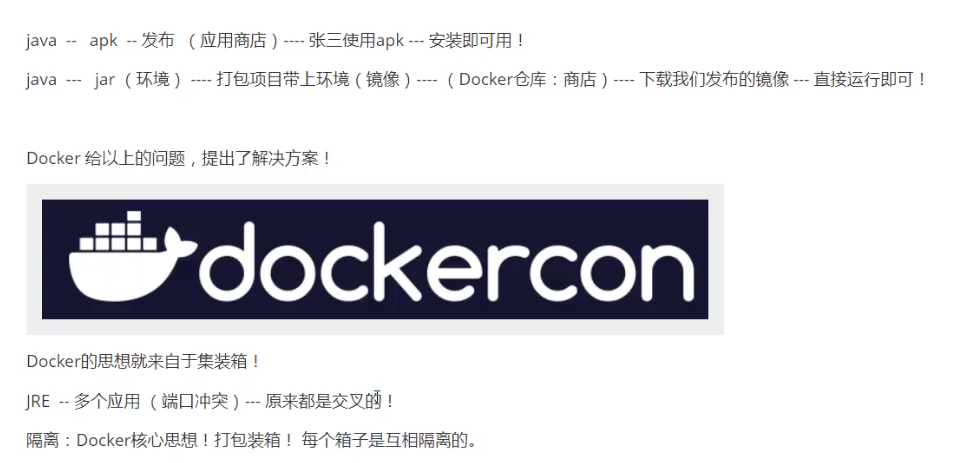 java -- apk -- 发布 （应用商店）---- 张三使用apk --- 安装即可用！
java --- jar（环境） ---- 打包项目带上环境（镜像）---- （Docker仓库：商店）---- 下载我们发布的镜像 --- 直接运行即可！
Docker 给以上的问题，提出了解决方案！
dockercon
Docker的思想就来自于集装箱！
JRE -- 多个应用（端口冲突）--- 原来都是交叉的！
隔离：Docker核心思想！打包装箱！ 每个箱子是互相隔离的。